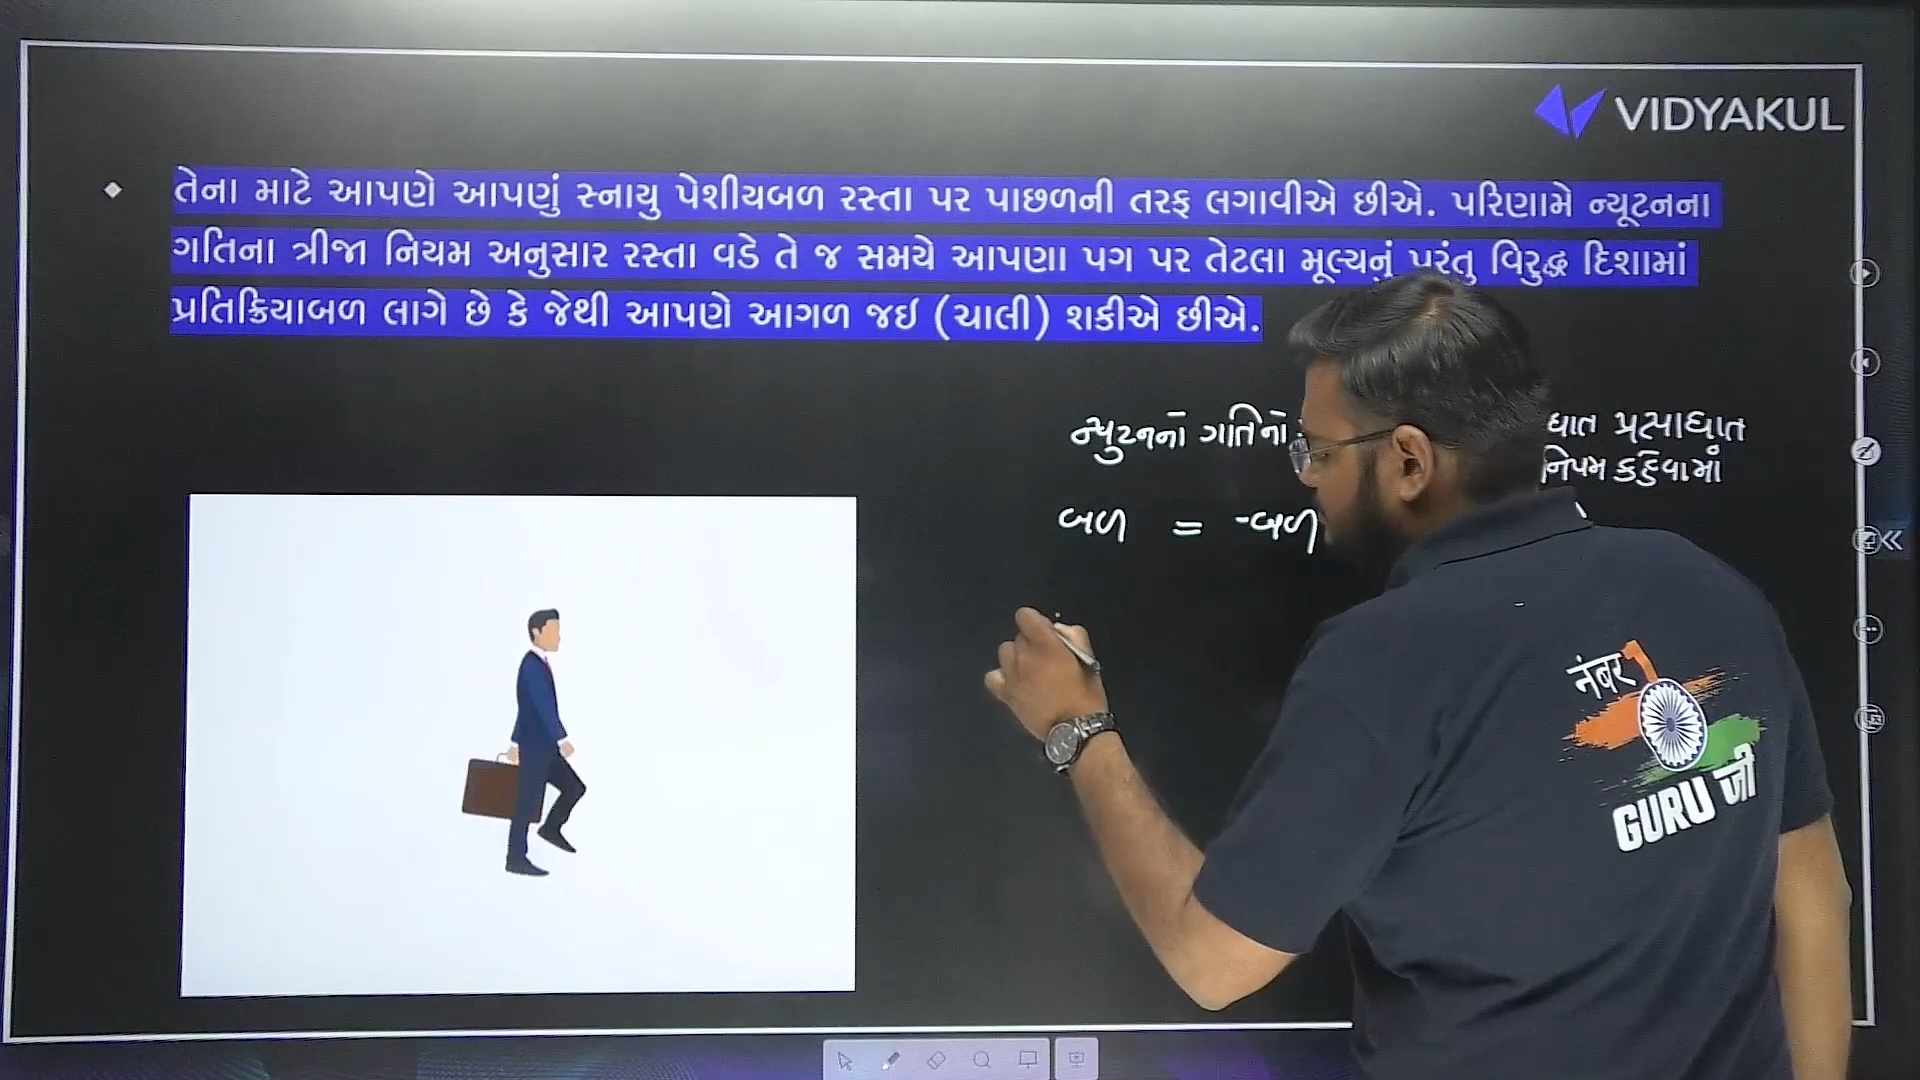 VIDYAKUL
તેના માટે આપણે આપણું સ્નાયુ પેશીયબળ રસ્તા પર પાછળની તરફ લગાવીએ છીએ. પરિણામે ન્યૂટનના
ગતિના ત્રીજા નિયમ અનુસાર રસ્તા વડે તે જ સમયે આપણા પગ પર તેટલા મૂલ્યનું પરંતુ વિરુદ્ધ દિશામાં
પ્રતિક્રિયાબળ લાગે છે કે જેથી આપણે આગળ જઇ (ચાલી) શકીએ છીએ.
ન્યુટનનો ગતિનો
ઘાત પ્રત્યાઘાત
નિયમ કહેવામાં
બળ = -બળ
नंबर 1
GURU जी